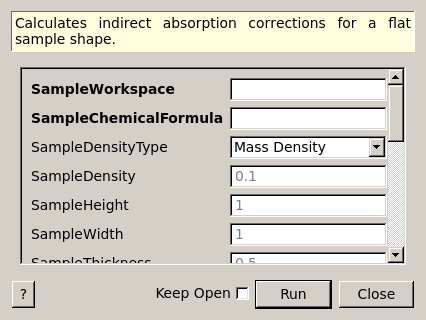 Calculates indirect absorption corrections for a flat
sample shape.
SampleWorkspace
SampleChemicalFormula
SampleDensityType Mass Density
SampleDensity 0.1
SampleHeight 1
SampleWidth 1
SampleThickness 0.5
? Keep Open Run Close